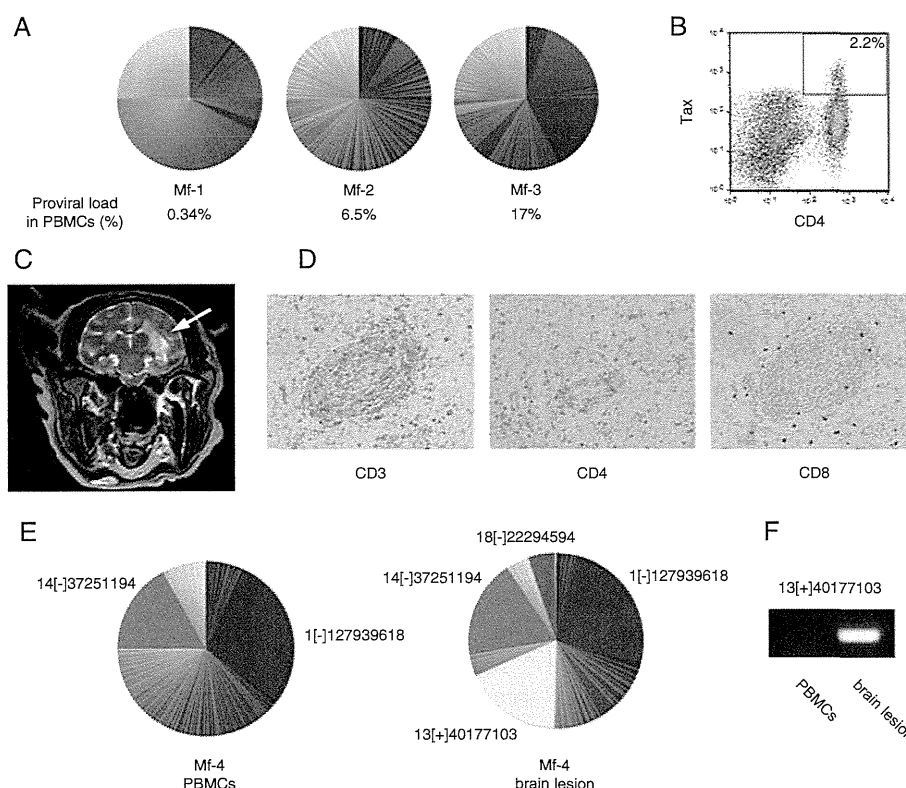 A
Mf-1
Mf-2
Mf-3
Proviral load
in PBMCs (%)
0.34%
6.5%
17%
B
2.2%
Tax
CD4
C
D
CD3
CD4
CD8
E
14[-]37251194
1[-]127939618
Mf-4
PBMCs
18[-]22294594
14[-]37251194
1[-]127939618
13[+]40177103
Mf-4
brain lesion
F
13[+]40177103
PBMCs
brain lesion